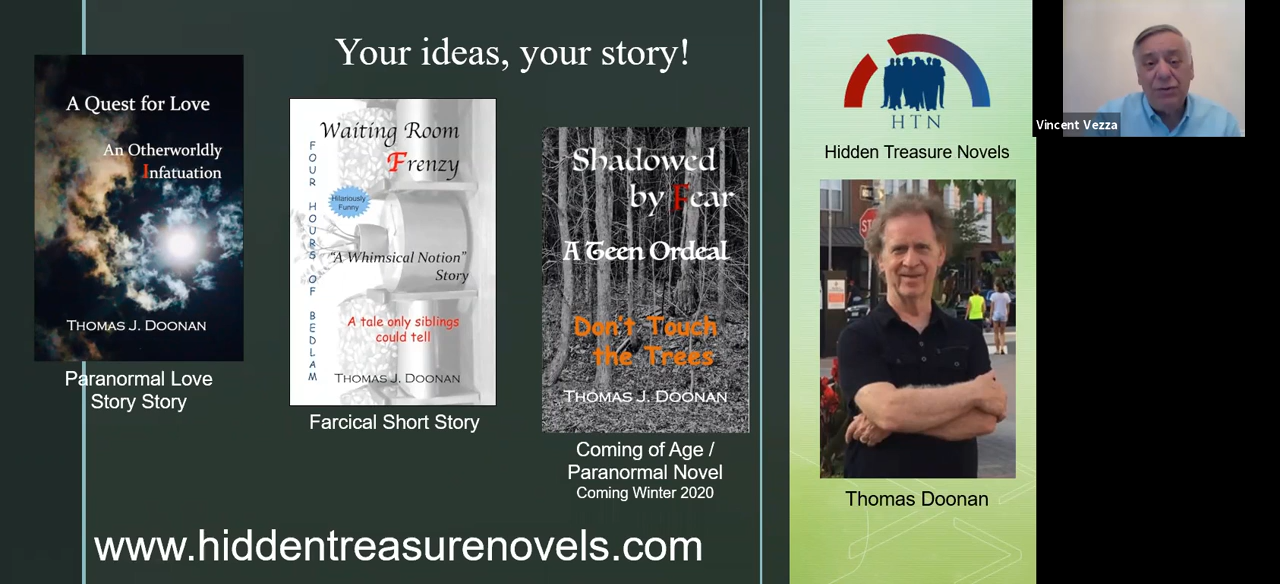 Your ideas, your story!
A Quest for Love
An Otherworldly
Infatuation
THOMAS J. DOONAN
Paranormal Love
Story Story
Waiting Room
Frenzy
FOUR HOURS OF BEDLAM
Hilariously
Funny
"A Whimsical Notion"
Story
A tale only siblings
could tell
THOMAS J. DOONAN
Farcical Short Story
Shadowed
by Fear
A Teen Ordeal
Don't Touch
the Trees
THOMAS J. DOONAN
Coming of Age /
Paranormal Novel
Coming Winter 2020
www.hiddentreasurenovels.com
HTN
Hidden Treasure Novels
STO
Thomas Doonan
Vincent Vezza